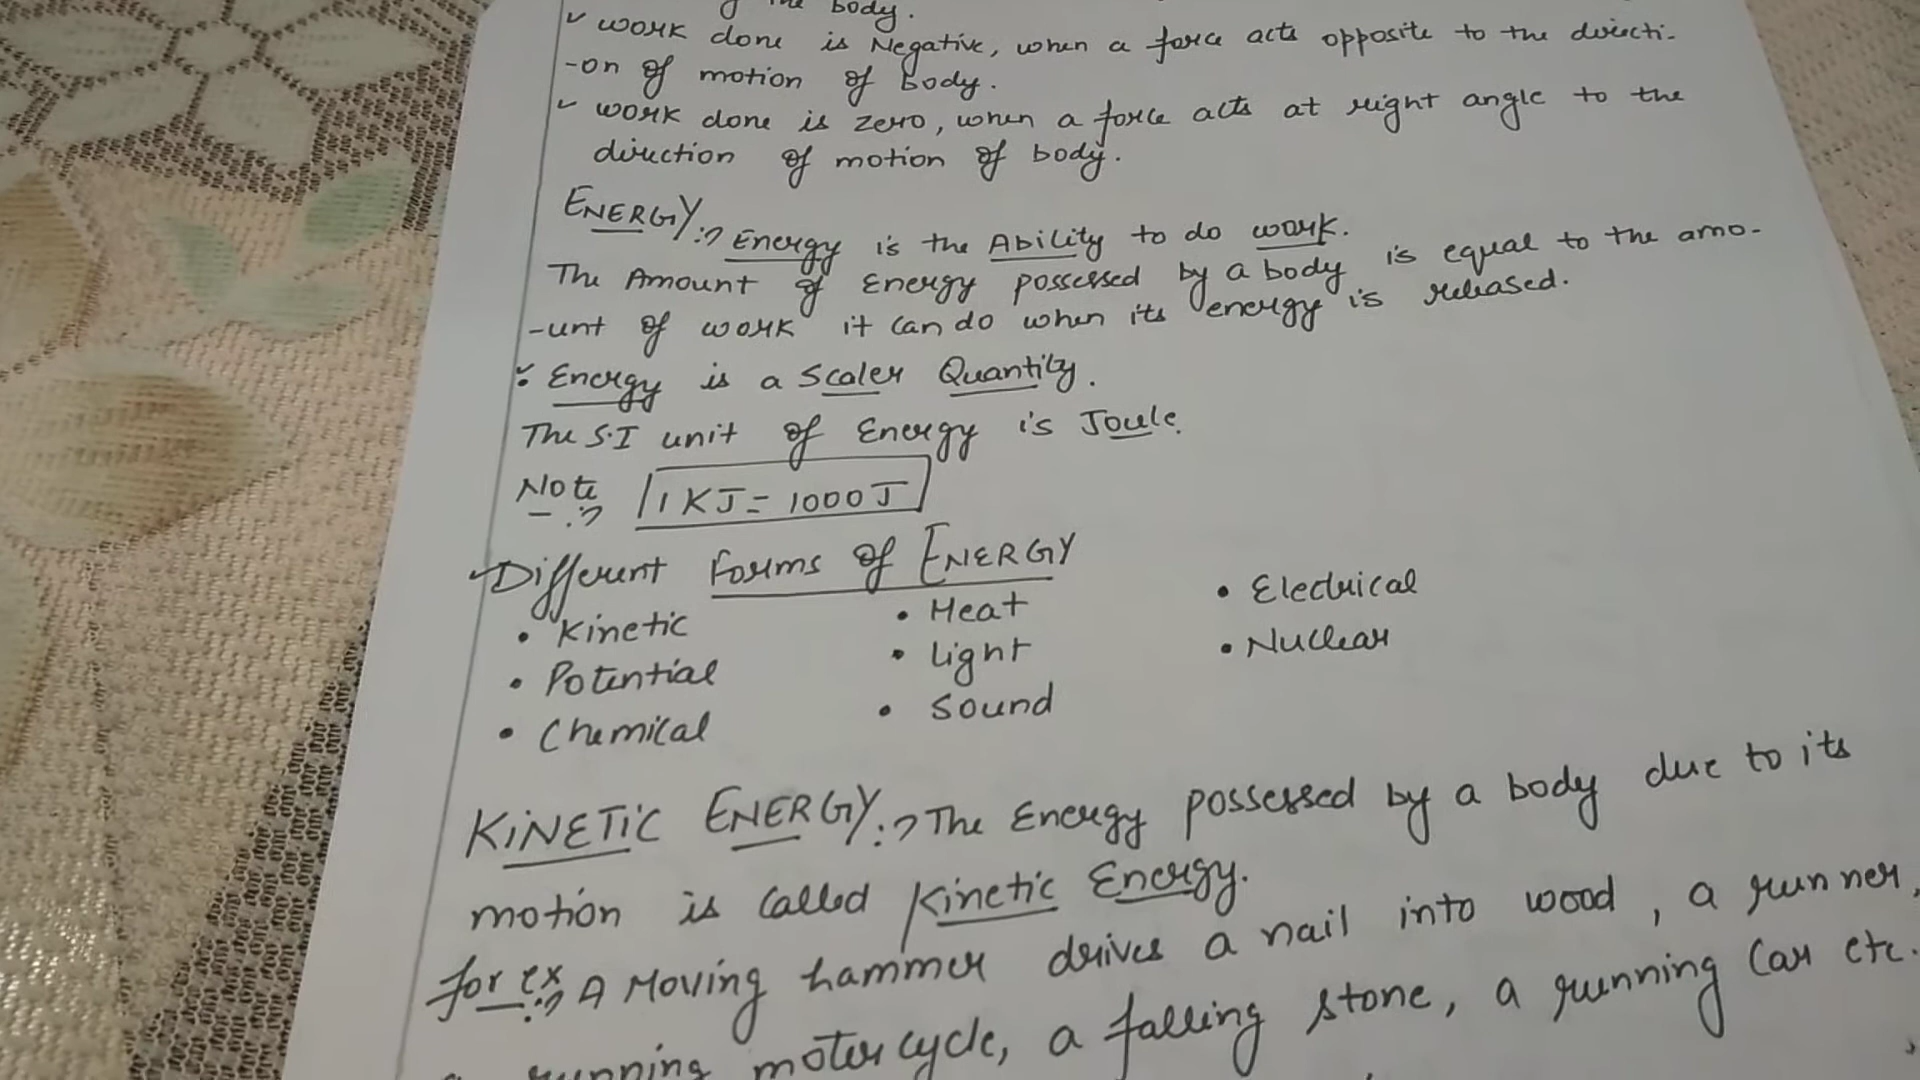 the body.
✓ work done is Negative, when a force acts opposite to the directi-
-on of motion of body.
✓ work done is zero, when a force acts at right angle to the
direction of motion of body.
ENERGY :→ Energy is the Ability to do work.
The Amount of Energy possessed by a body is equal to the amo-
-unt of work it can do when its energy is released.
• Energy is a Scaler Quantity.
The S.I unit of Energy is Joule.
Note :→ 1 KJ = 1000 J
Different forms of ENERGY
• Kinetic • Heat • Electrical
• Potential • Light • Nuclear
• Chemical • Sound
KiNETiC ENERGY :→ The Energy possessed by a body due to its
motion is called Kinetic Energy.
for ex :→ A Moving hammer drives a nail into wood, a runner,
running motorcycle, a falling stone, a running Car etc.